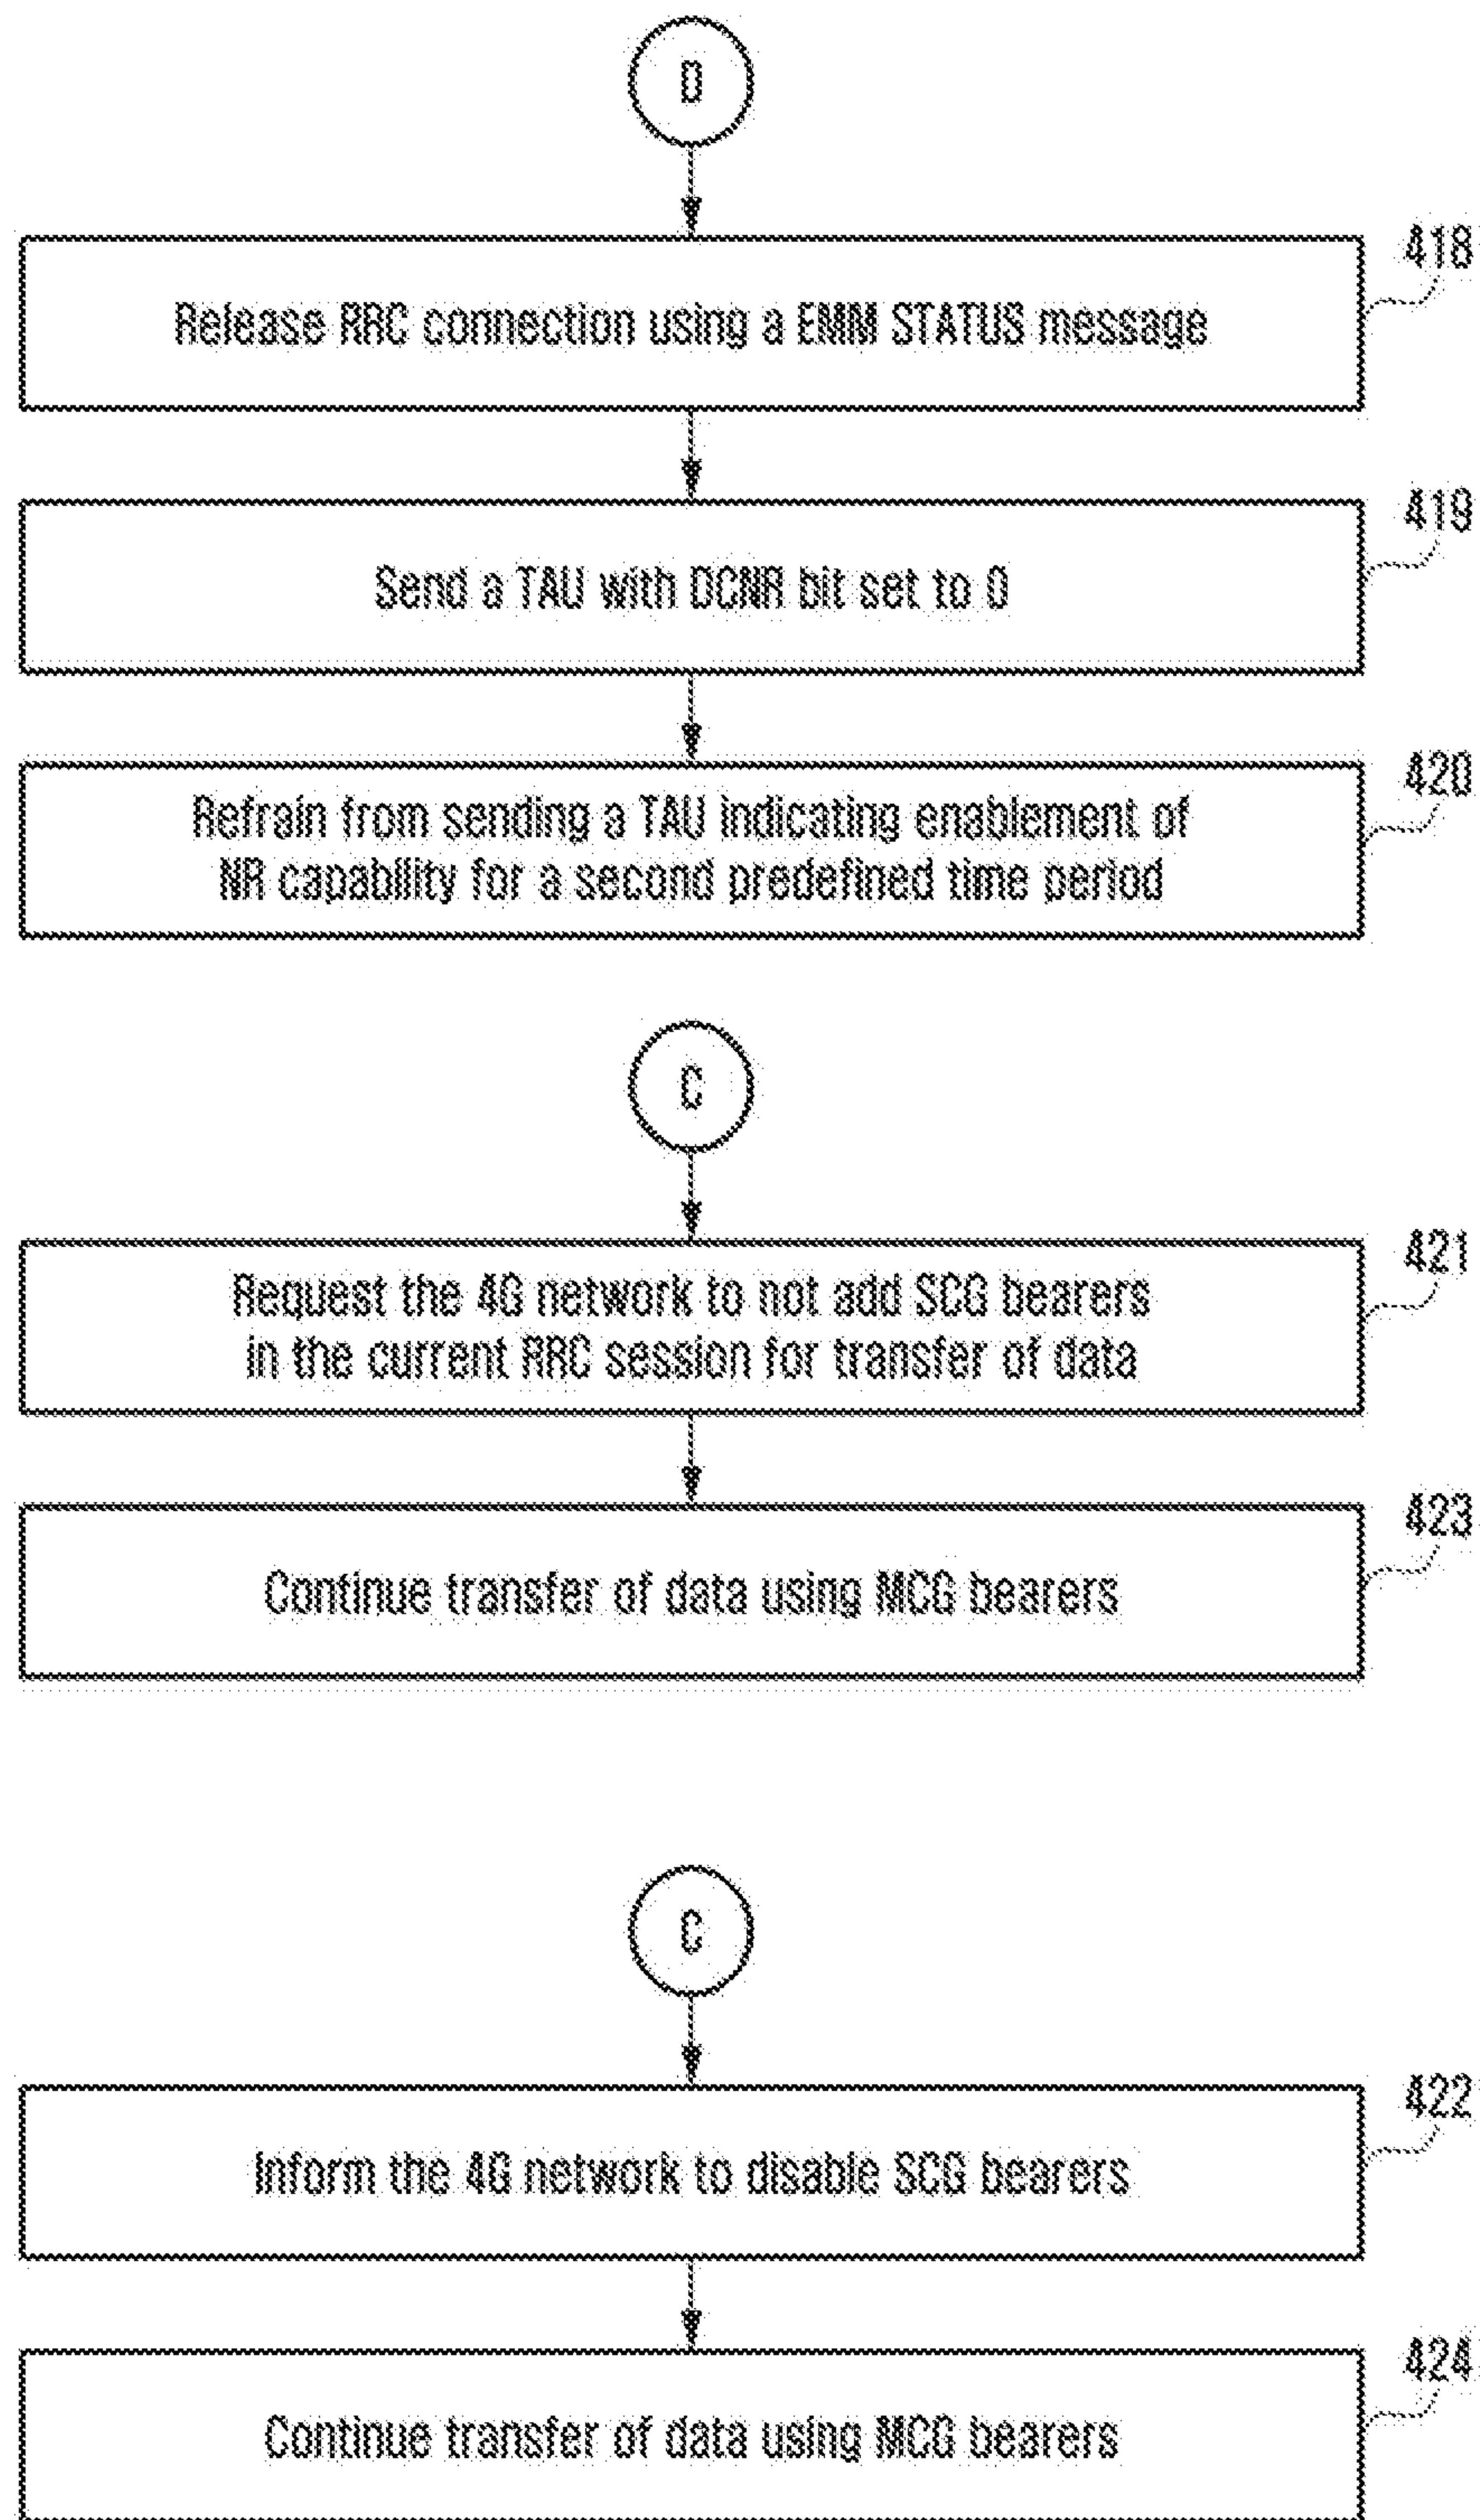 D
418
Release RRC connection using a EMM STATUS message
419
Send a TAU with DCNR bit set to 0
420
Refrain from sending a TAU indicating enablement of
NR capability for a second predefined time period
C
421
Request the 4G network to not add SCG bearers
in the current RRC session for transfer of data
423
Continue transfer of data using MCG bearers
C
422
Inform the 4G network to disable SCG bearers
424
Continue transfer of data using MCG bearers